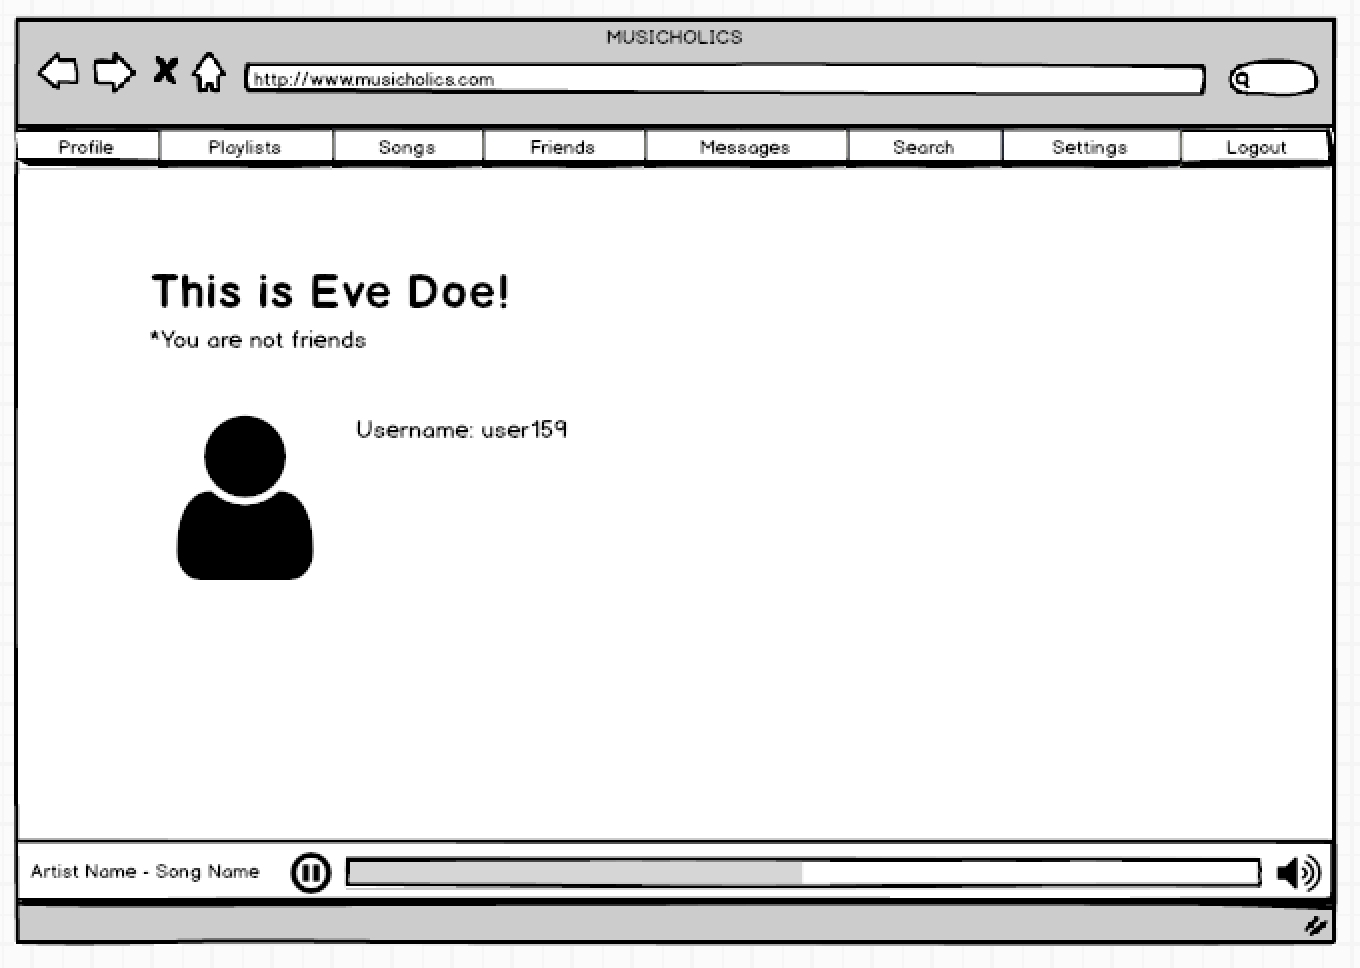 MUSICHOLICS
http://www.musicholics.com
Profile Playlists Songs Friends Messages Search Settings Logout
This is Eve Doe!
*You are not friends
Username: user159
Artist Name - Song Name